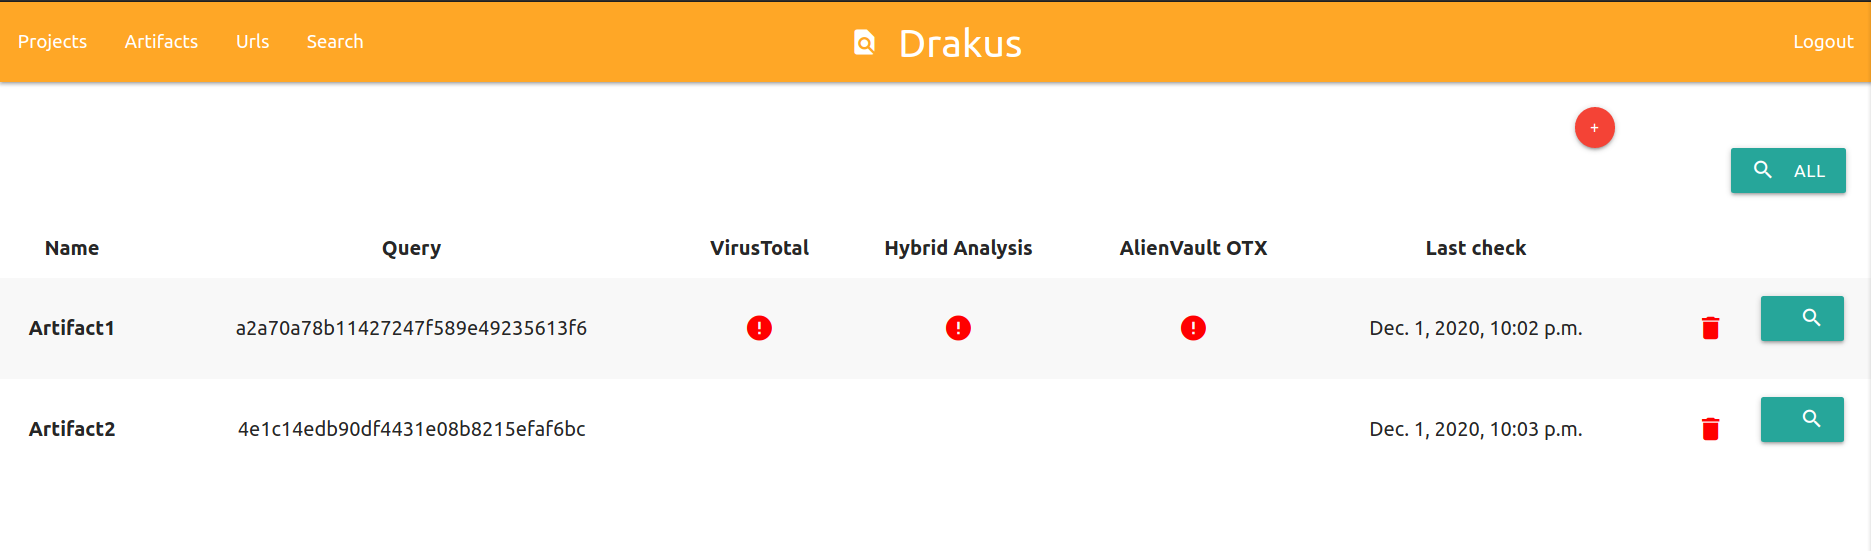 Projects Artifacts Urls Search Drakus Logout
+
ALL
Name Query VirusTotal Hybrid Analysis AlienVault OTX Last check
Artifact1 a2a70a78b11427247f589e49235613f6 Dec. 1, 2020, 10:02 p.m.
Artifact2 4e1c14edb90df4431e08b8215efaf6bc Dec. 1, 2020, 10:03 p.m.